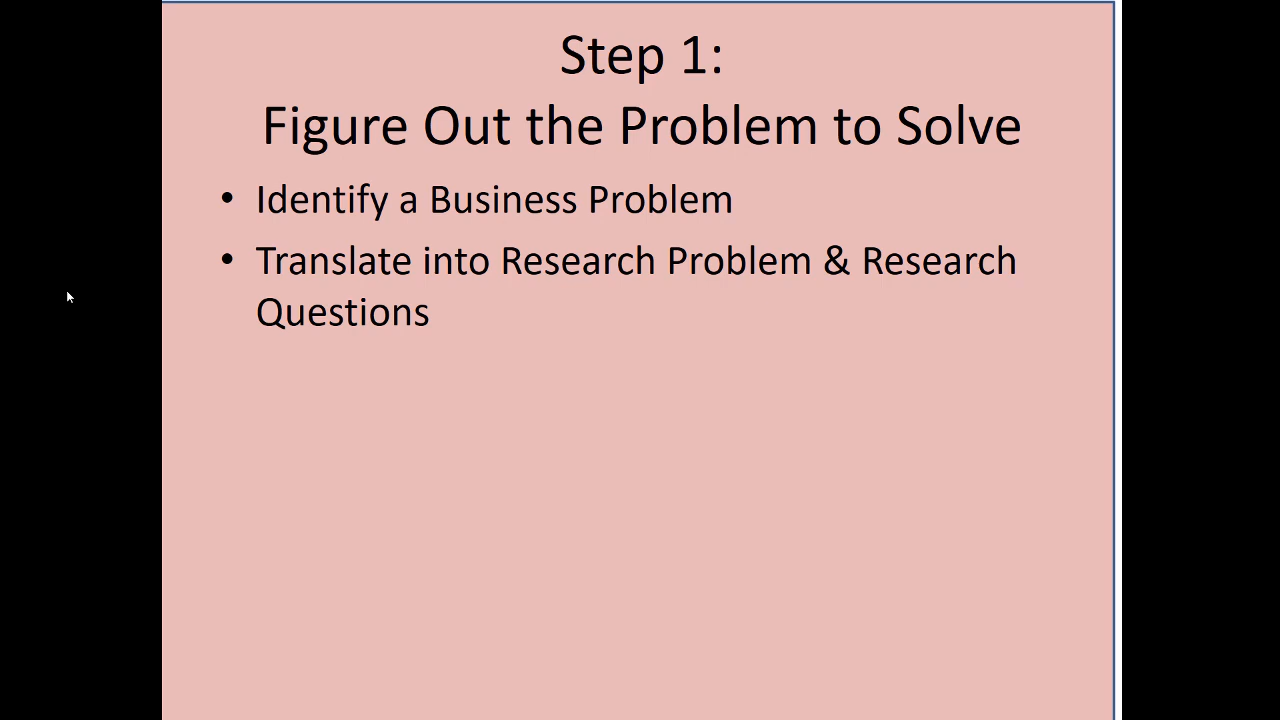 Step 1:
Figure Out the Problem to Solve
• Identify a Business Problem
• Translate into Research Problem & Research
Questions